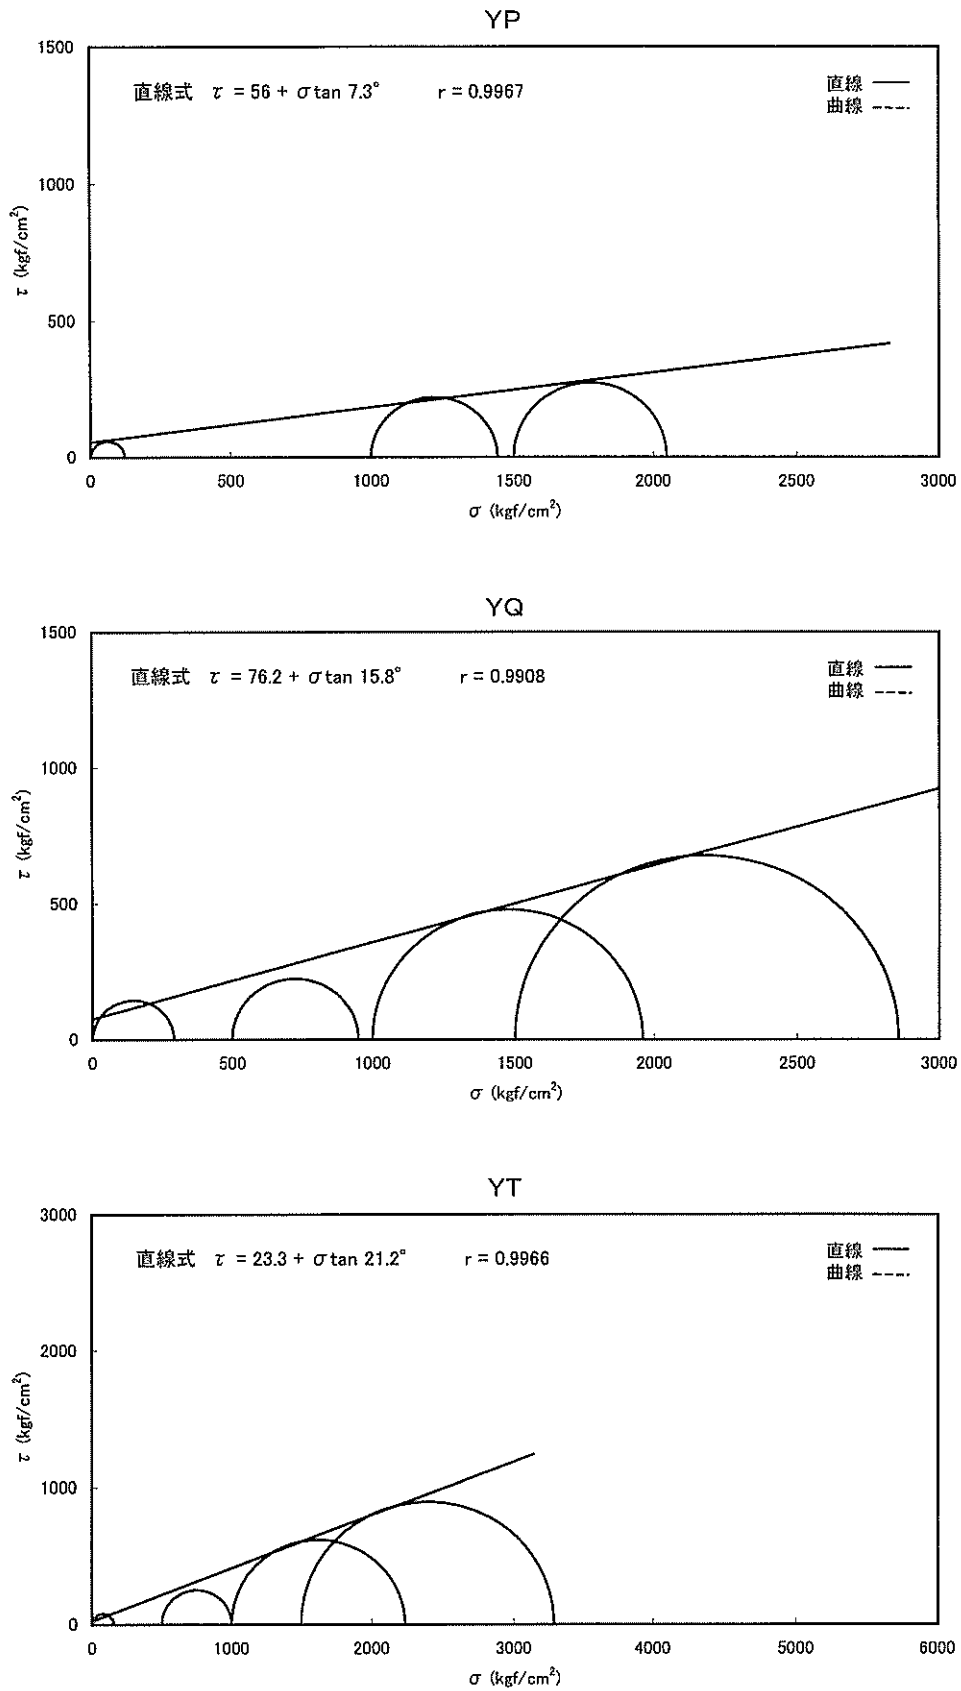 YP
1500
直線式 τ = 56 + σ tan 7.3° r = 0.9967
直線
曲線
1000
τ (kgf/cm²)
500
0
0 500 1000 1500 2000 2500 3000
σ (kgf/cm²)
YQ
1500
直線式 τ = 76.2 + σ tan 15.8° r = 0.9908
直線
曲線
1000
τ (kgf/cm²)
500
0
0 500 1000 1500 2000 2500 3000
σ (kgf/cm²)
YT
3000
直線式 τ = 23.3 + σ tan 21.2° r = 0.9966
直線
曲線
2000
τ (kgf/cm²)
1000
0
0 1000 2000 3000 4000 5000 6000
σ (kgf/cm²)